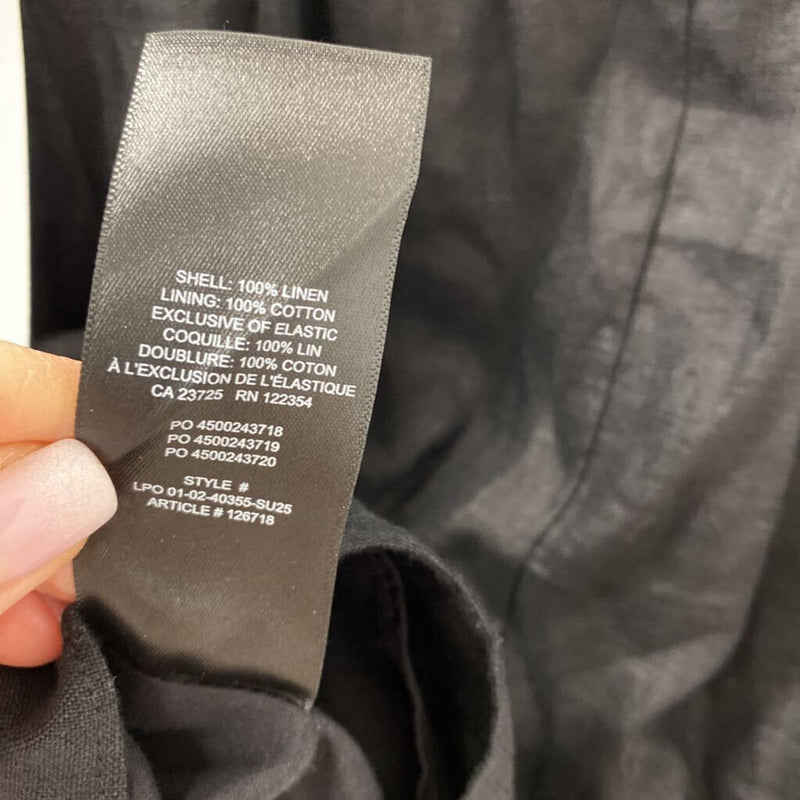 SHELL: 100% LINEN
LINING: 100% COTTON
EXCLUSIVE OF ELASTIC
COQUILLE: 100% LIN
DOUBLURE: 100% COTON
À L'EXCLUSION DE L'ÉLASTIQUE
CA 23725 RN 122354
PO 4500243718
PO 4500243719
PO 4500243720
STYLE #
LPO 01-02-40355-SU25
ARTICLE # 126718